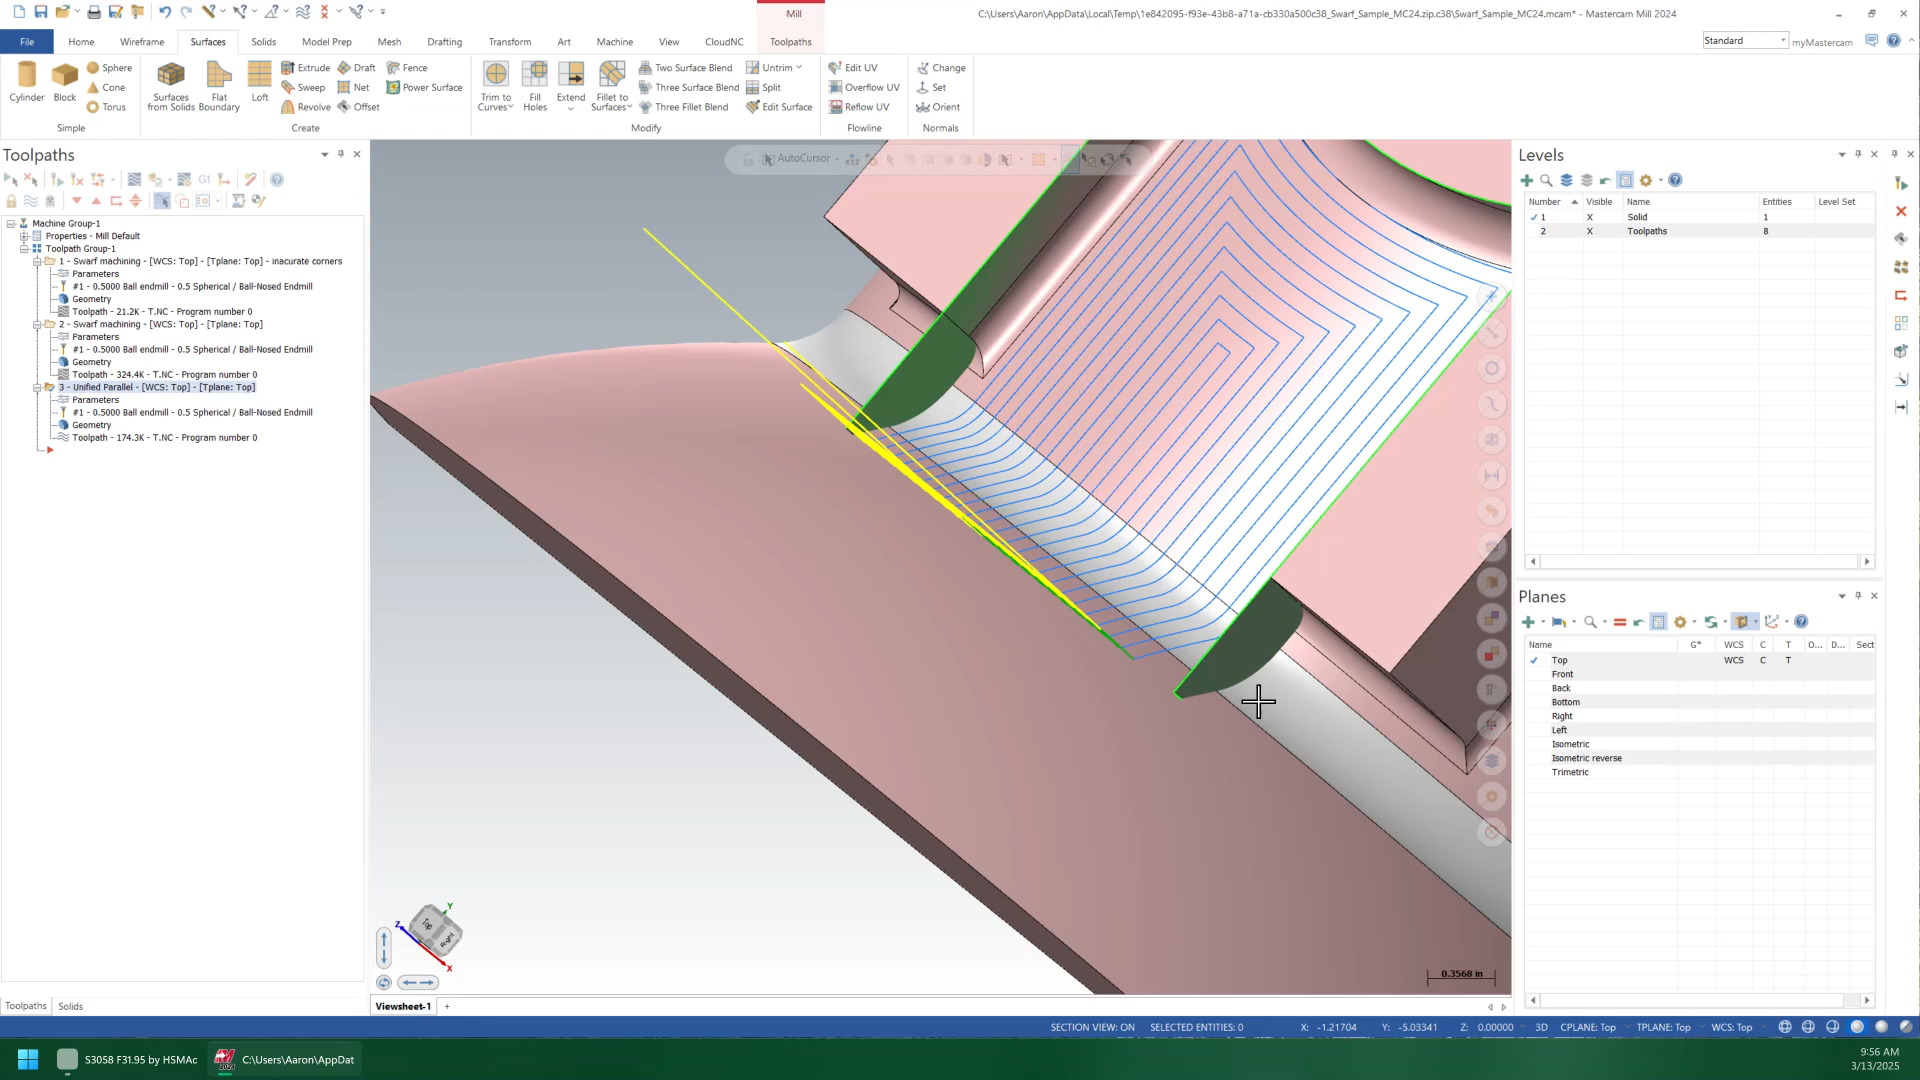 Mill
C:\Users\Aaron\AppData\Local\Temp\1e842095-f93e-43b8-a71a-cb330a500c38_Swarf_Sample_MC24.zip.c38\Swarf_Sample_MC24.mcam* - Mastercam Mill 2024
File Home Wireframe Surfaces Solids Model Prep Mesh Drafting Transform Art Machine View CloudNC Toolpaths
Standard myMastercam
Cylinder Block Sphere Cone Torus
Simple
Surfaces from Solids Flat Boundary Loft Extrude Sweep Revolve Draft Net Offset Fence Power Surface
Create
Trim to Curves Fill Holes Extend Fillet to Surfaces Two Surface Blend Three Surface Blend Three Fillet Blend Untrim Split Edit Surface
Modify
Edit UV Overflow UV Reflow UV
Flowline
Change Set Orient
Normals
Toolpaths
G1
Machine Group-1
Properties - Mill Default
Toolpath Group-1
1 - Swarf machining - [WCS: Top] - [Tplane: Top] - inacurate corners
Parameters
#1 - 0.5000 Ball endmill - 0.5 Spherical / Ball-Nosed Endmill
Geometry
Toolpath - 21.2K - T.NC - Program number 0
2 - Swarf machining - [WCS: Top] - [Tplane: Top]
Parameters
#1 - 0.5000 Ball endmill - 0.5 Spherical / Ball-Nosed Endmill
Geometry
Toolpath - 324.4K - T.NC - Program number 0
3 - Unified Parallel - [WCS: Top] - [Tplane: Top]
Parameters
#1 - 0.5000 Ball endmill - 0.5 Spherical / Ball-Nosed Endmill
Geometry
Toolpath - 174.3K - T.NC - Program number 0
Toolpaths Solids
AutoCursor
Top Right
X Y Z
0.3568 in
Viewsheet-1 +
Levels
Number Visible Name Entities Level Set
1 X Solid 1
2 X Toolpaths 8
Planes
Name G* WCS C T O... D... Sect
Top WCS C T
Front
Back
Bottom
Right
Left
Isometric
Isometric reverse
Trimetric
SECTION VIEW: ON SELECTED ENTITIES: 0 X: -1.21704 Y: -5.03341 Z: 0.00000 3D CPLANE: Top TPLANE: Top WCS: Top
S3058 F31.95 by HSMAc C:\Users\Aaron\AppDat
9:56 AM
3/13/2025